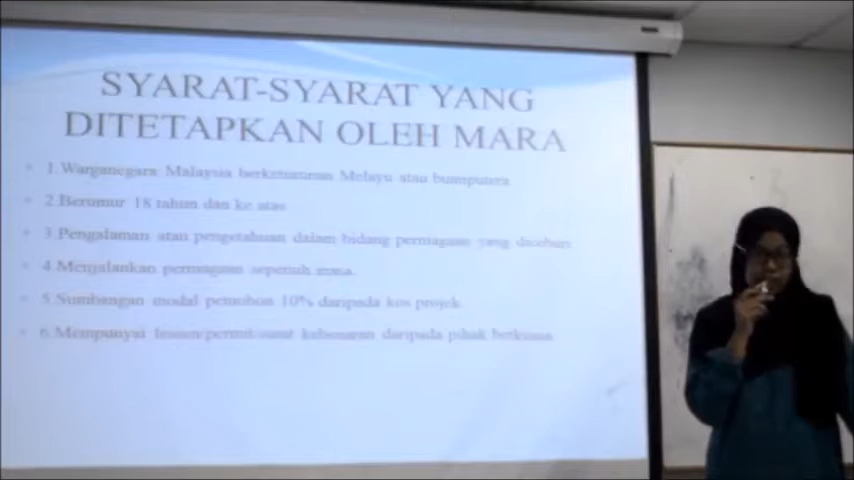 SYARAT-SYARAT YANG
DITETAPKAN OLEH MARA
1.Warganegara Malaysia berketurunan Melayu atau bumiputera
2.Berumur 18 tahun dan ke atas
3.Pengalaman atau pengetahuan dalam bidang perniagaan yang diceburi
4.Menjalankan perniagaan sepenuh masa.
5.Sumbangan modal pemohon 10% daripada kos projek.
6.Mempunyai lesen/permit/surat kebenaran daripada pihak berkuasa